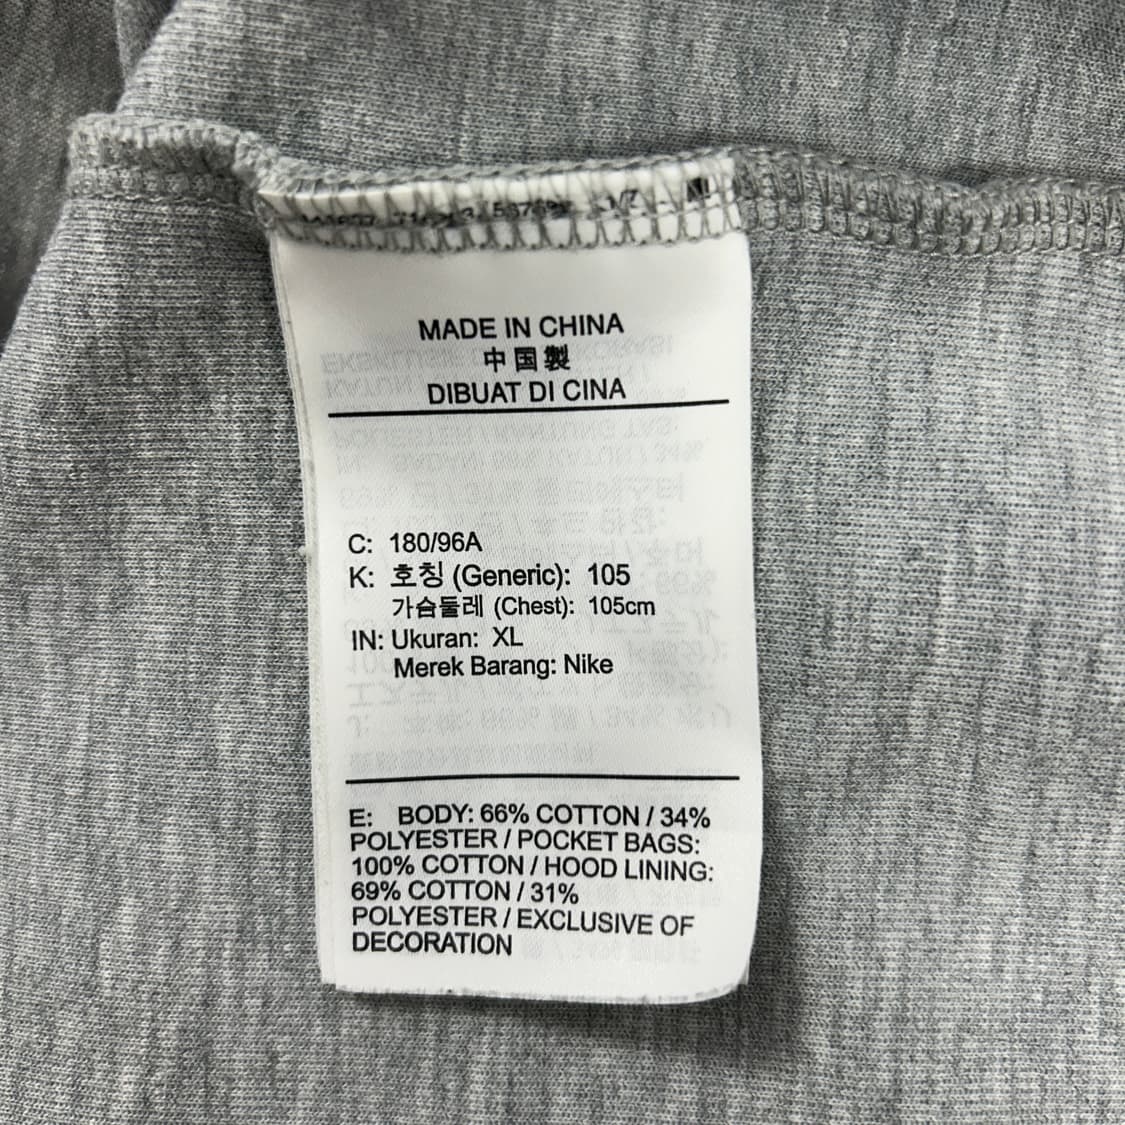 MADE IN CHINA
中国製
DIBUAT DI CINA
C: 180/96A
K: 호칭 (Generic): 105
가슴둘레 (Chest): 105cm
IN: Ukuran: XL
Merek Barang: Nike
E: BODY: 66% COTTON / 34%
POLYESTER / POCKET BAGS:
100% COTTON / HOOD LINING:
69% COTTON / 31%
POLYESTER / EXCLUSIVE OF
DECORATION